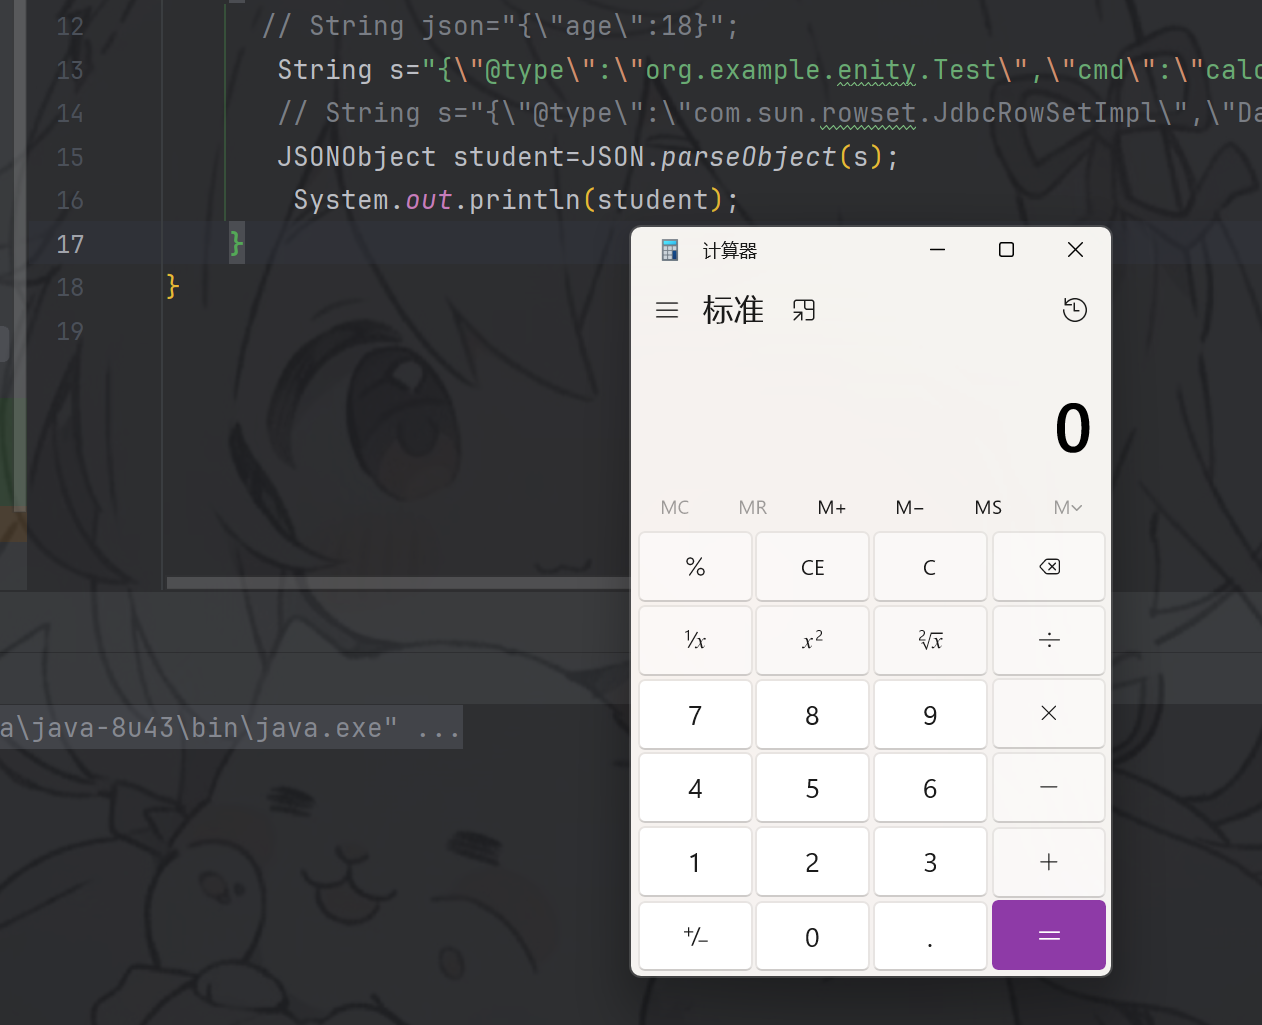 12 // String json="{\"age\":18}";
13 String s="{\"@type\":\"org.example.enity.Test\",\"cmd\":\"calc
14 // String s="{\"@type\":\"com.sun.rowset.JdbcRowSetImpl\",\"Da
15 JSONObject student=JSON.parseObject(s);
16 System.out.println(student);
17 }
18 }
19
a\java-8u43\bin\java.exe" ...
计算器
标准
0
MC MR M+ M− MS M
% CE C
1/x x² ²√x ÷
7 8 9 ×
4 5 6 −
1 2 3 +
+/− 0 . =